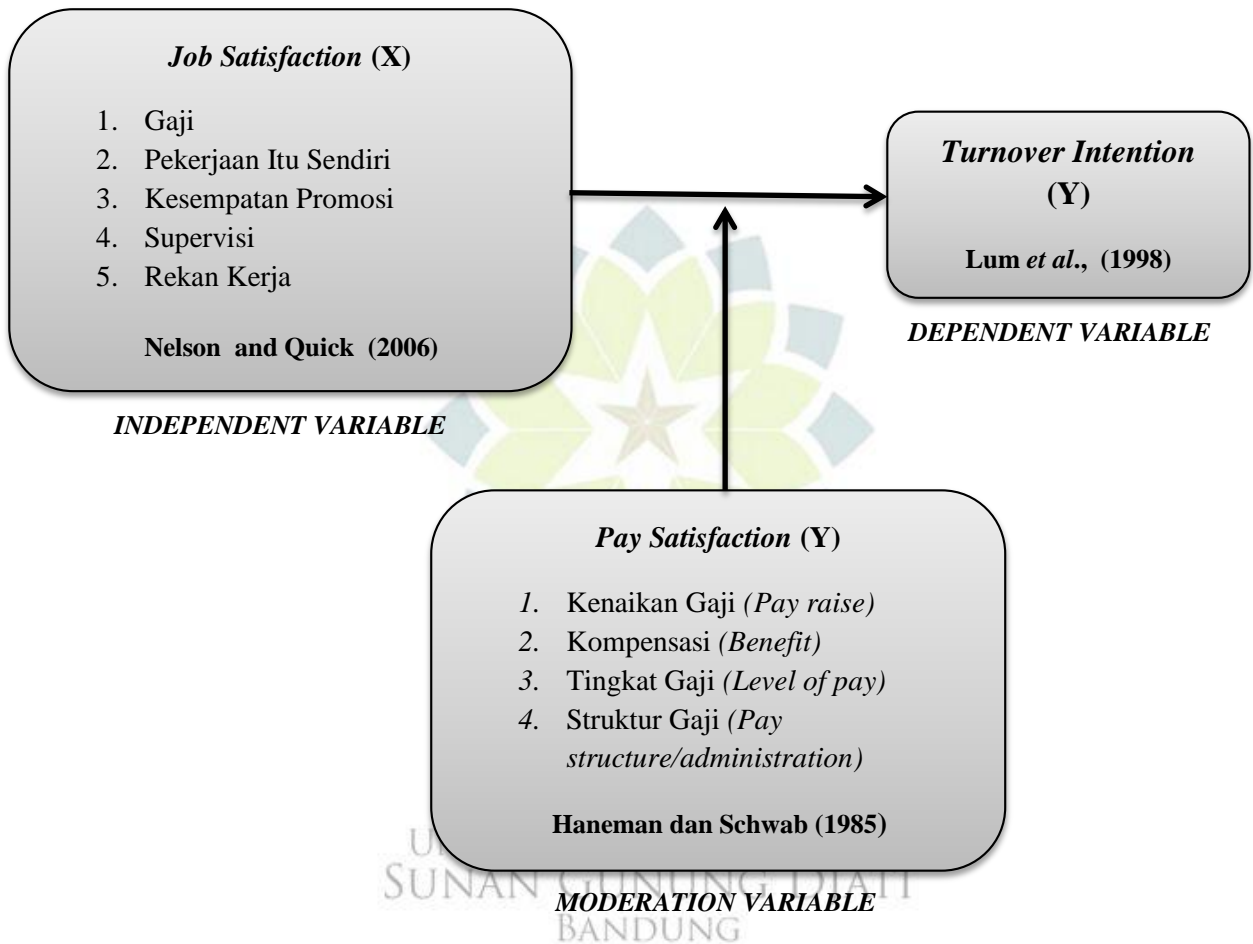 Job Satisfaction (X)
1. Gaji
2. Pekerjaan Itu Sendiri
3. Kesempatan Promosi
4. Supervisi
5. Rekan Kerja
Nelson and Quick (2006)
INDEPENDENT VARIABLE
Turnover Intention
(Y)
Lum et al., (1998)
DEPENDENT VARIABLE
Pay Satisfaction (Y)
1. Kenaikan Gaji (Pay raise)
2. Kompensasi (Benefit)
3. Tingkat Gaji (Level of pay)
4. Struktur Gaji (Pay
structure/administration)
Haneman dan Schwab (1985)
MODERATION VARIABLE
SUNAN GUNUNG DJATI
BANDUNG